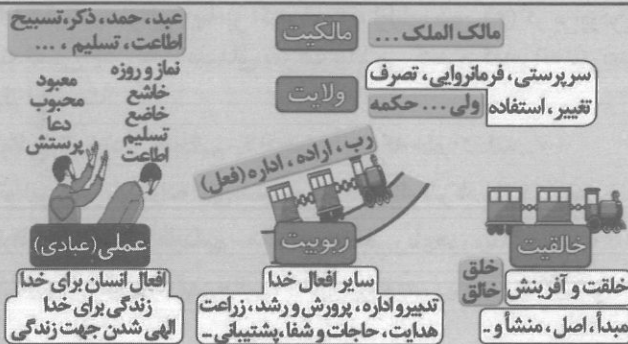 مالکیت
مالک الملک ...
ولایت
سرپرستی، فرمانروایی، تصرف
تغییر، استفاده ولی ... حکمه
خالقیت
خلق
خالق
خلقت و آفرینش
مبدأ، اصل، منشأ و ..
رب، اراده، اداره (فعل)
ربوبیت
سایر افعال خدا
تدبیر و اداره، پرورش و رشد، زراعت
هدایت، حاجات و شفا، پشتیبانی ...
عبد، حمد، ذکر، تسبیح
اطاعت، تسلیم، ...
نماز و روزه
خاشع
خاضع
تسلیم
اطاعت
معبود
محبوب
دعا
پرستش
عملی (عبادی)
افعال انسان برای خدا
زندگی برای خدا
الهی شدن جهت زندگی